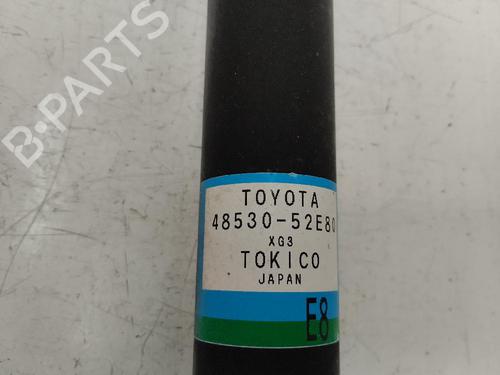 B-PARTS
TOYOTA
48530-52E80
XG3
TOKICO
JAPAN
E8